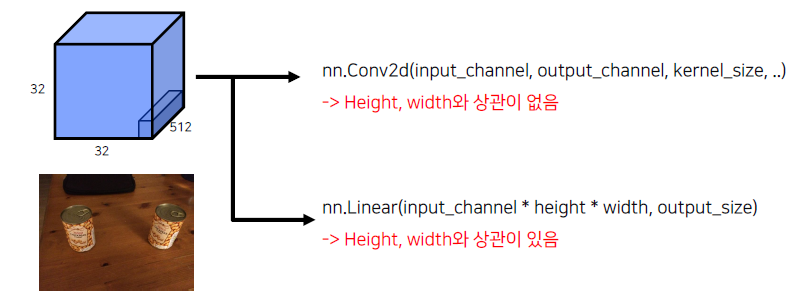 nn.Conv2d(input_channel, output_channel, kernel_size, ..)
-> Height, width와 상관이 없음
32
512
32
nn.Linear(input_channel * height * width, output_size)
-> Height, width와 상관이 있음